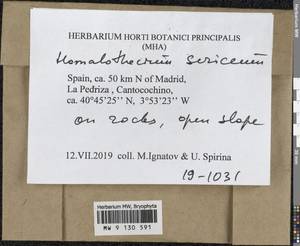 HERBARIUM HORTI BOTANICI PRINCIPALIS
(MHA)
Homalothecium sericeum
Spain, ca. 50 km N of Madrid,
La Pedriza, Cantocochino,
ca. 40°45'25'' N, 3°53'23'' W
on rocks, open slope
12.VII.2019 coll. M.Ignatov & U. Spirina
19-1031
Herbarium MW, Bryophyta
MW 9 130 591